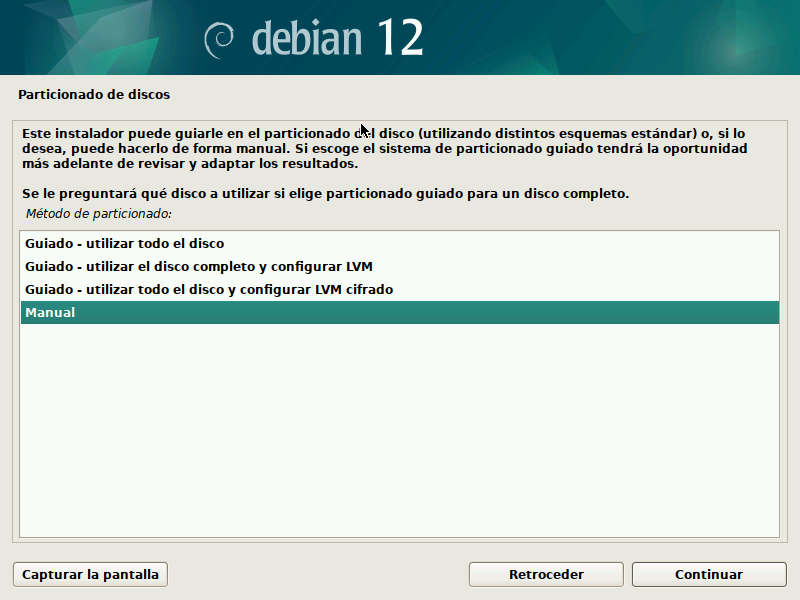 debian 12
Particionado de discos
Este instalador puede guiarle en el particionado del disco (utilizando distintos esquemas estándar) o, si lo
desea, puede hacerlo de forma manual. Si escoge el sistema de particionado guiado tendrá la oportunidad
más adelante de revisar y adaptar los resultados.
Se le preguntará qué disco a utilizar si elige particionado guiado para un disco completo.
Método de particionado:
Guiado - utilizar todo el disco
Guiado - utilizar el disco completo y configurar LVM
Guiado - utilizar todo el disco y configurar LVM cifrado
Manual
Capturar la pantalla
Retroceder
Continuar